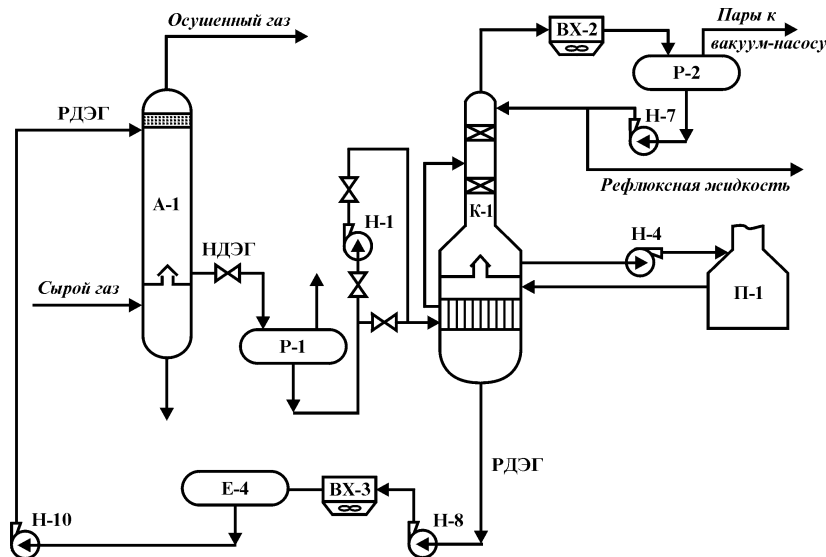 Осушенный газ
ВХ-2
Пары к
вакуум-насосу
Р-2
РДЭГ
Н-7
А-1
К-1
Рефлюксная жидкость
Н-1
НДЭГ
Н-4
Сырой газ
П-1
Р-1
РДЭГ
Е-4
ВХ-3
Н-10
Н-8